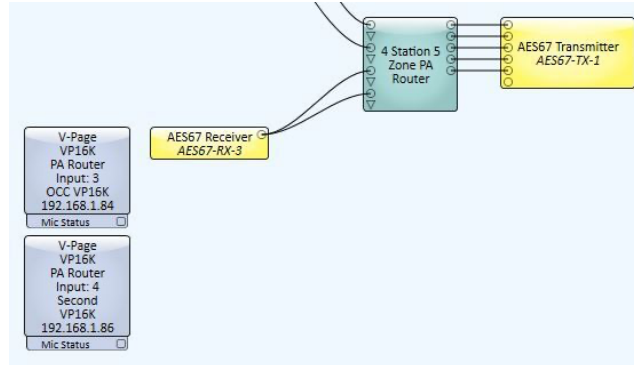 4 Station 5
Zone PA
Router
AES67 Transmitter
AES67-TX-1
V-Page
VP16K
PA Router
Input: 3
OCC VP16K
192.168.1.84
Mic Status
AES67 Receiver
AES67-RX-3
V-Page
VP16K
PA Router
Input: 4
Second
VP16K
192.168.1.86
Mic Status